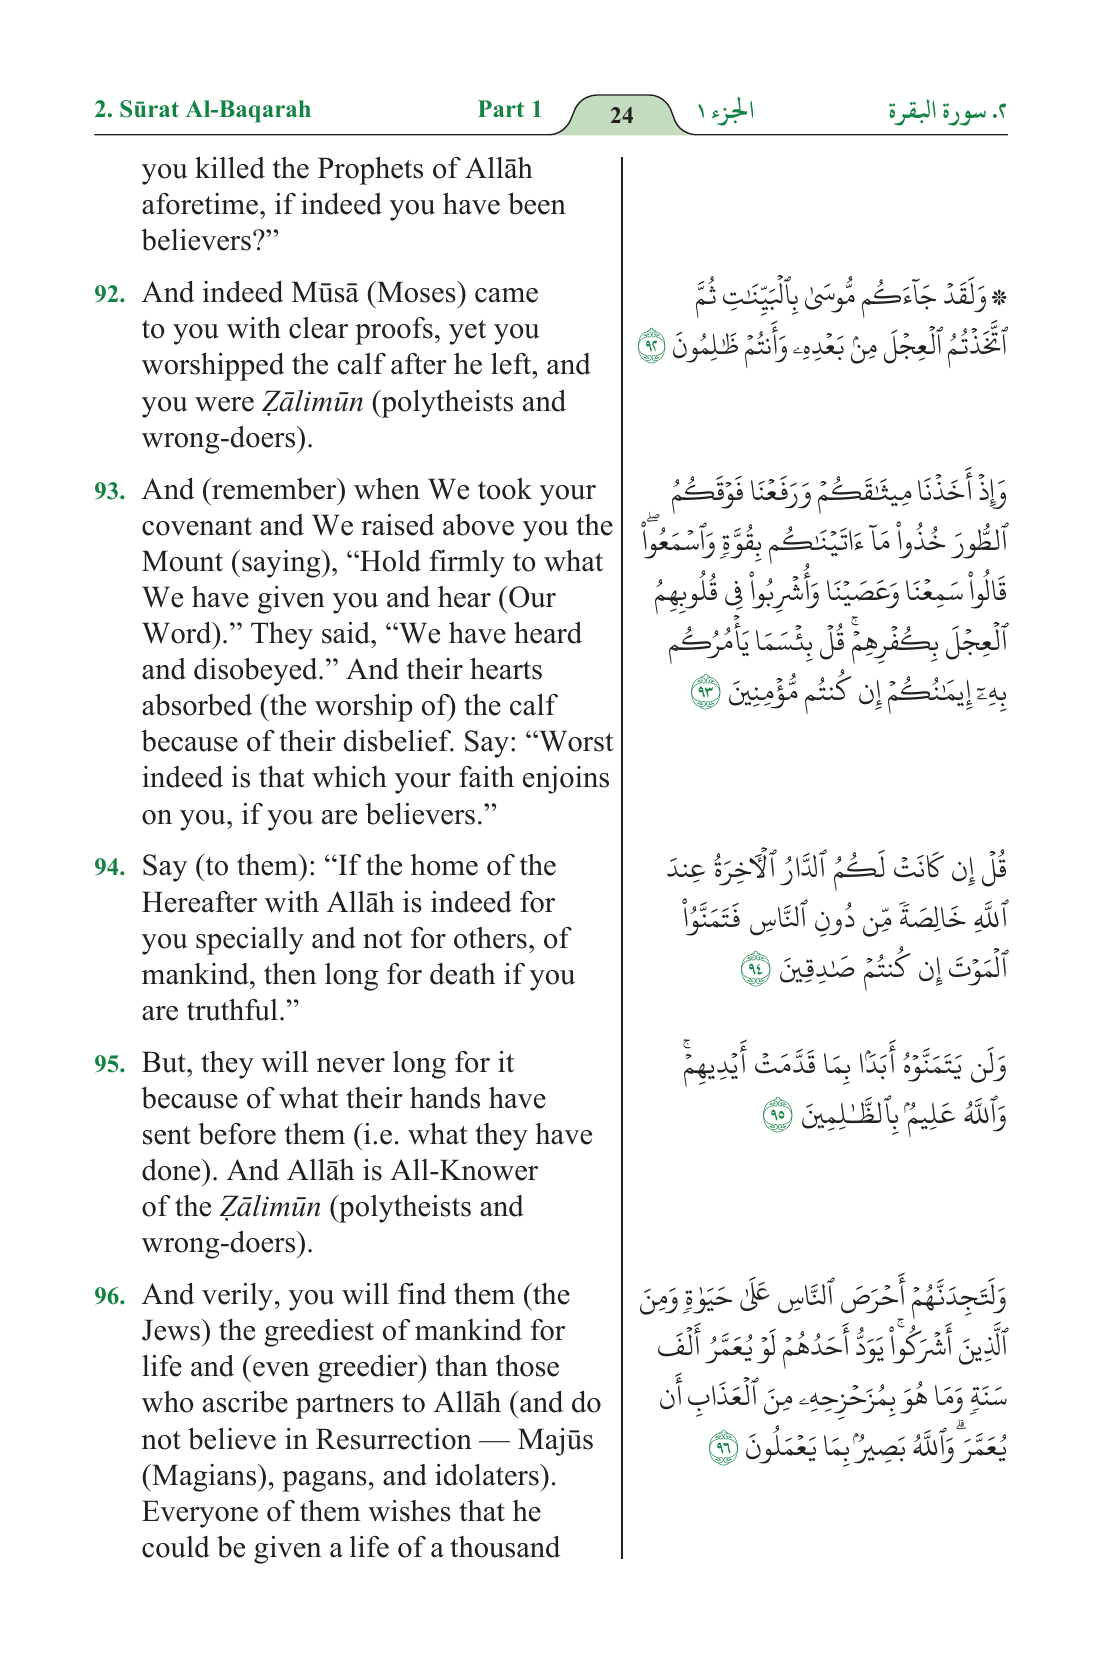 2. Sūrat Al-Baqarah
Part 1
24
الجزء ١
٢. سورة البقرة
you killed the Prophets of Allāh
aforetime, if indeed you have been
believers?”
92. And indeed Mūsā (Moses) came
to you with clear proofs, yet you
worshipped the calf after he left, and
you were Ẓālimūn (polytheists and
wrong-doers).
93. And (remember) when We took your
covenant and We raised above you the
Mount (saying), “Hold firmly to what
We have given you and hear (Our
Word).” They said, “We have heard
and disobeyed.” And their hearts
absorbed (the worship of) the calf
because of their disbelief. Say: “Worst
indeed is that which your faith enjoins
on you, if you are believers.”
94. Say (to them): “If the home of the
Hereafter with Allāh is indeed for
you specially and not for others, of
mankind, then long for death if you
are truthful.”
95. But, they will never long for it
because of what their hands have
sent before them (i.e. what they have
done). And Allāh is All-Knower
of the Ẓālimūn (polytheists and
wrong-doers).
96. And verily, you will find them (the
Jews) the greediest of mankind for
life and (even greedier) than those
who ascribe partners to Allāh (and do
not believe in Resurrection — Majūs
(Magians), pagans, and idolaters).
Everyone of them wishes that he
could be given a life of a thousand
❊ وَلَقَدْ جَآءَكُم مُّوسَىٰ بِٱلْبَيِّنَٰتِ ثُمَّ
ٱتَّخَذْتُمُ ٱلْعِجْلَ مِنۢ بَعْدِهِۦ وَأَنتُمْ ظَٰلِمُونَ ٩٢
وَإِذْ أَخَذْنَا مِيثَٰقَكُمْ وَرَفَعْنَا فَوْقَكُمُ
ٱلطُّورَ خُذُوا۟ مَآ ءَاتَيْنَٰكُم بِقُوَّةٍ وَٱسْمَعُوا۟ ۖ
قَالُوا۟ سَمِعْنَا وَعَصَيْنَا وَأُشْرِبُوا۟ فِى قُلُوبِهِمُ
ٱلْعِجْلَ بِكُفْرِهِمْ ۚ قُلْ بِئْسَمَا يَأْمُرُكُم
بِهِۦٓ إِيمَٰنُكُمْ إِن كُنتُم مُّؤْمِنِينَ ٩٣
قُلْ إِن كَانَتْ لَكُمُ ٱلدَّارُ ٱلْـَٔاخِرَةُ عِندَ
ٱللَّهِ خَالِصَةً مِّن دُونِ ٱلنَّاسِ فَتَمَنَّوُا۟
ٱلْمَوْتَ إِن كُنتُمْ صَٰدِقِينَ ٩٤
وَلَن يَتَمَنَّوْهُ أَبَدًۢا بِمَا قَدَّمَتْ أَيْدِيهِمْ ۚ
وَٱللَّهُ عَلِيمٌۢ بِٱلظَّٰلِمِينَ ٩٥
وَلَتَجِدَنَّهُمْ أَحْرَصَ ٱلنَّاسِ عَلَىٰ حَيَوٰةٍ وَمِنَ
ٱلَّذِينَ أَشْرَكُوا۟ ۚ يَوَدُّ أَحَدُهُمْ لَوْ يُعَمَّرُ أَلْفَ
سَنَةٍ وَمَا هُوَ بِمُزَحْزِحِهِۦ مِنَ ٱلْعَذَابِ أَن
يُعَمَّرَ ۗ وَٱللَّهُ بَصِيرٌۢ بِمَا يَعْمَلُونَ ٩٦